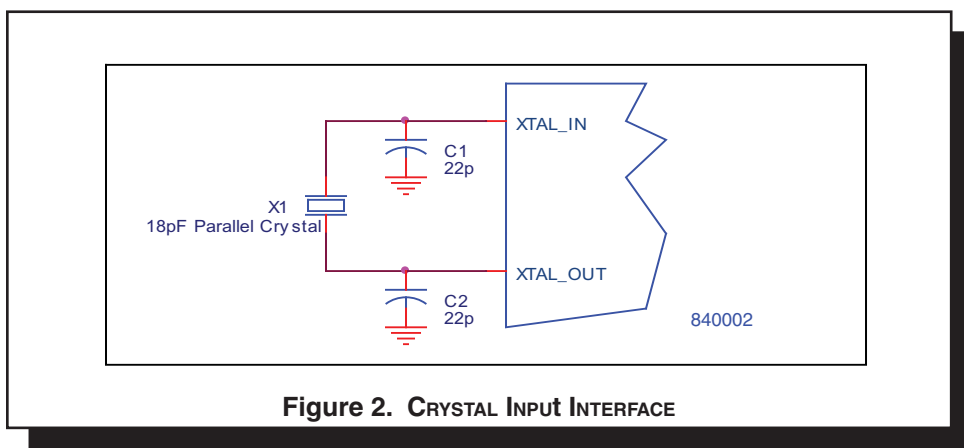 XTAL_IN
C1
22p
X1
18pF Parallel Crystal
XTAL_OUT
C2
22p
840002
Figure 2. CRYSTAL INPUt INTERFACE